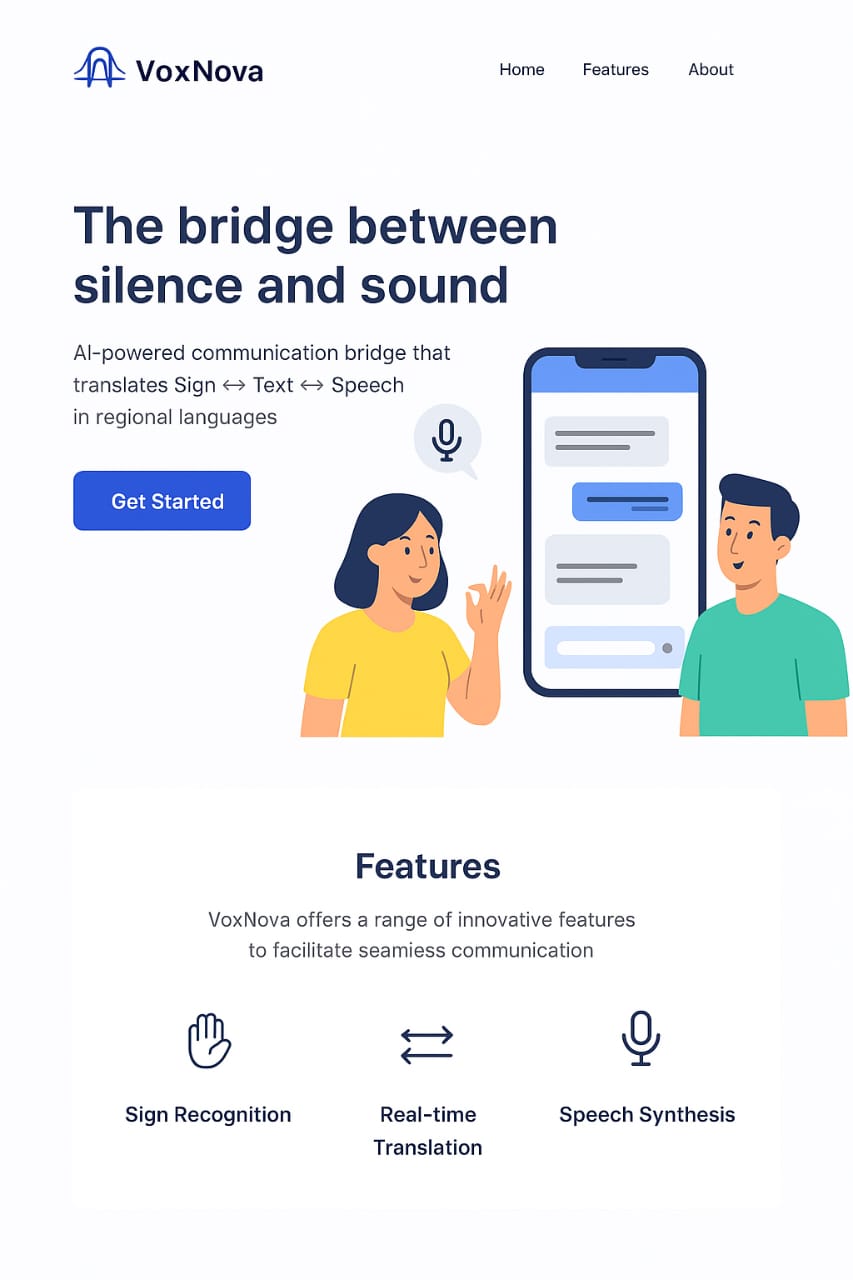 VoxNova
Home Features About
The bridge between
silence and sound
AI-powered communication bridge that
translates Sign ↔ Text ↔ Speech
in regional languages
Get Started
Features
VoxNova offers a range of innovative features
to facilitate seamiess communication
Sign Recognition
Real-time
Translation
Speech Synthesis